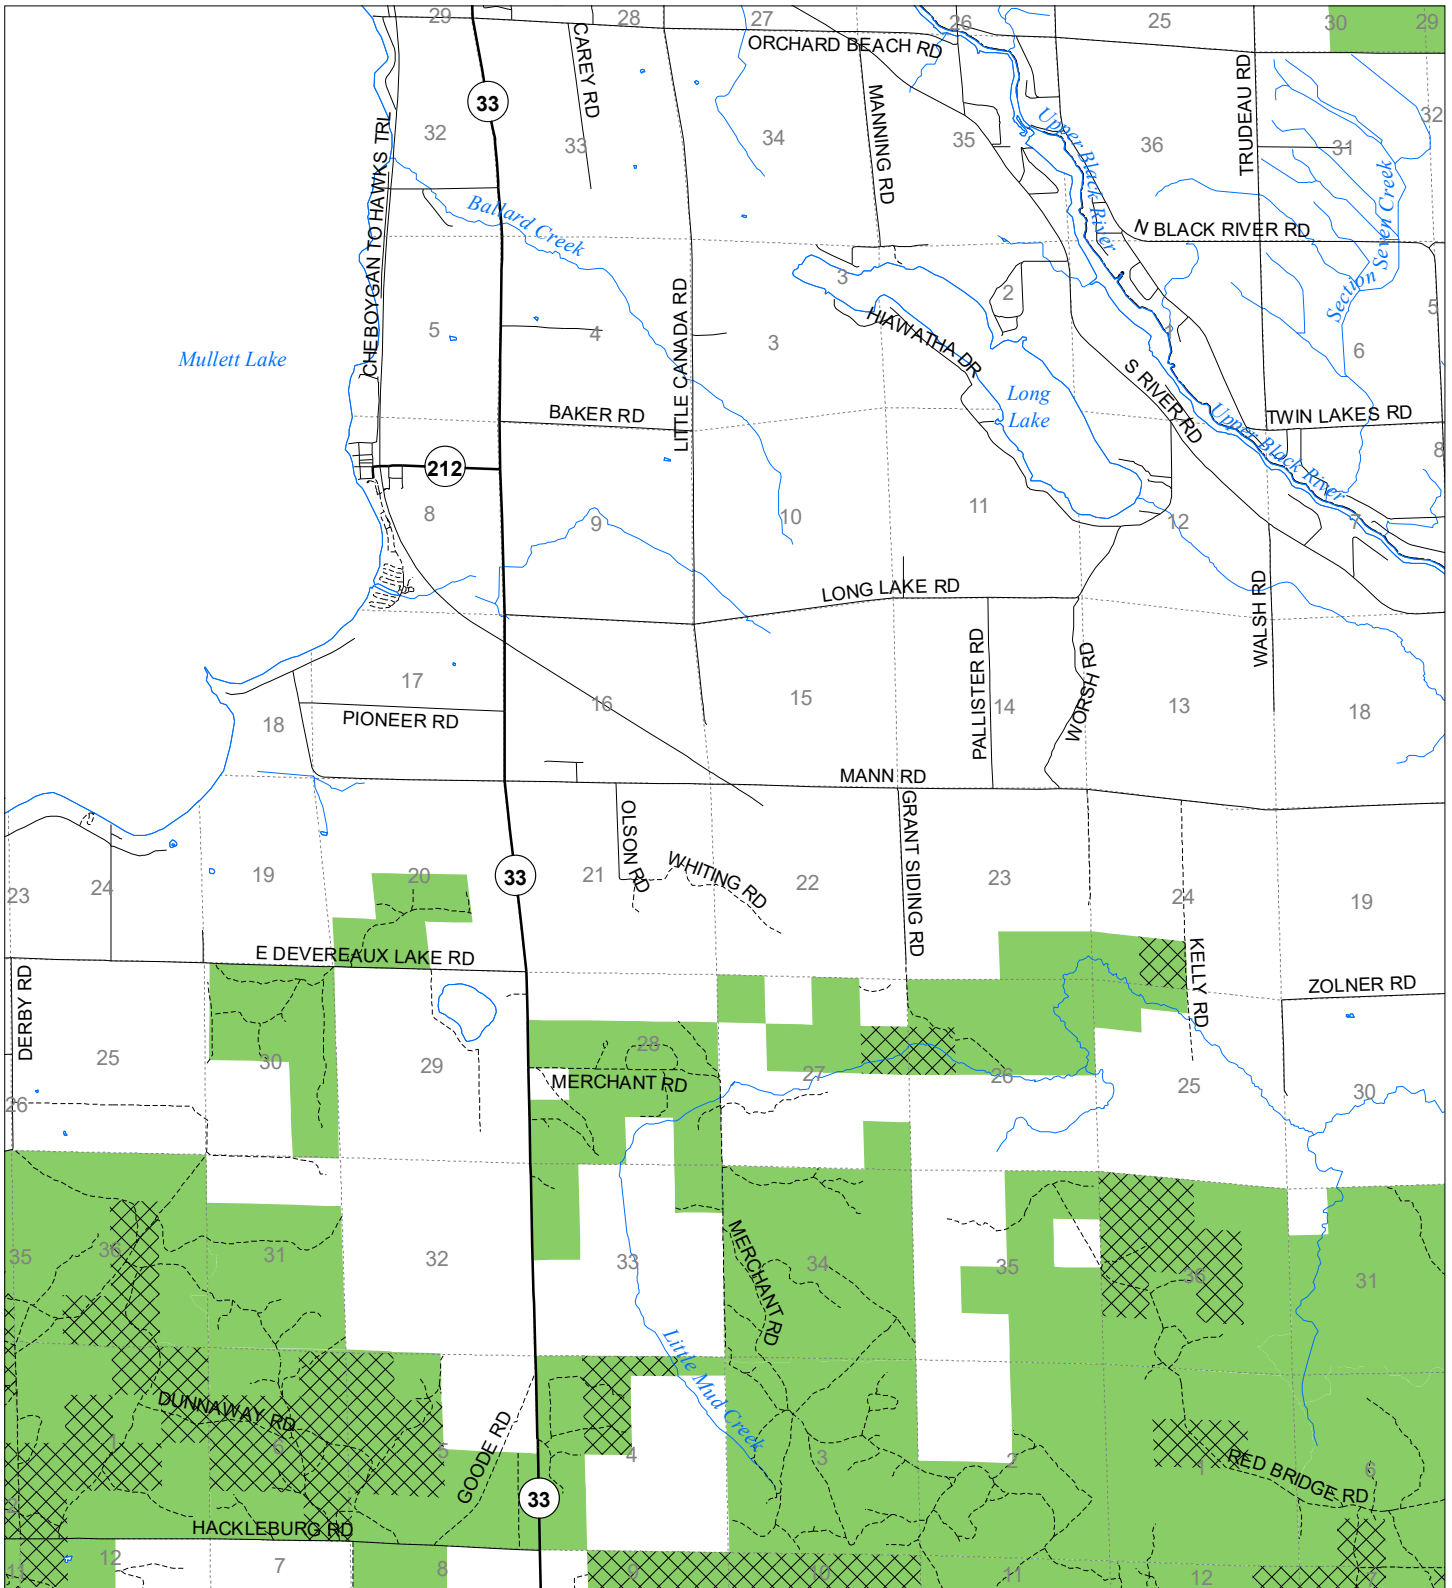 29
28
27
26
25
30
29
ORCHARD BEACH RD
CAREY RD
33
MANNING RD
TRUDEAU RD
Upper Black River
32
33
34
35
36
31
32
CHEBOYGAN TO HAWKS TRL
Ballard Creek
N BLACK RIVER RD
Section Seven Creek
3
2
5
4
3
HIAWATHA DR
6
5
Mullett Lake
LITTLE CANADA RD
S RIVER RD
Long
Lake
BAKER RD
TWIN LAKES RD
Upper Black River
212
8
8
9
10
11
12
7
LONG LAKE RD
WALSH RD
PALLISTER RD
WORSH RD
17
16
15
14
13
18
18
PIONEER RD
MANN RD
OLSON RD
WHITING RD
GRANT SIDING RD
23
24
19
20
33
21
22
23
24
19
E DEVEREAUX LAKE RD
KELLY RD
ZOLNER RD
DERBY RD
25
30
29
28
MERCHANT RD
27
26
25
30
26
35
36
31
32
33
MERCHANT RD
34
35
36
31
Little Mud Creek
DUNNAWAY RD
1
6
5
GOODE RD
4
3
2
1
RED BRIDGE RD
6
33
HACKLEBURG RD
11
12
7
8
9
10
11
12
7